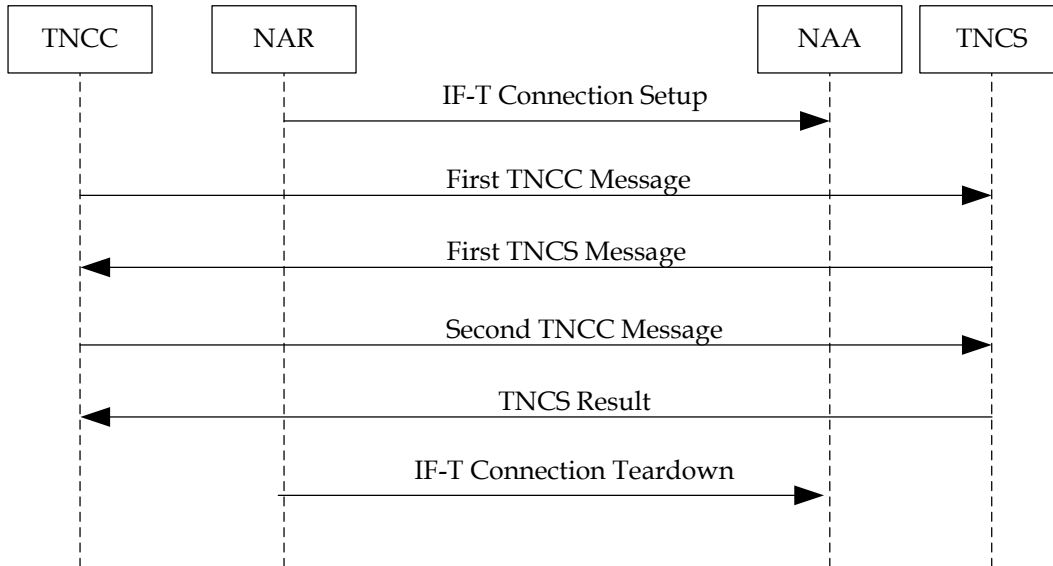 TNCC
NAR
NAA
TNCS
IF-T Connection Setup
First TNCC Message
First TNCS Message
Second TNCC Message
TNCS Result
IF-T Connection Teardown